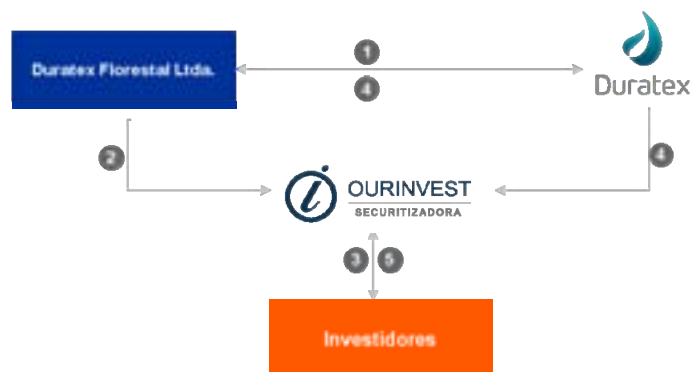 Duratex Florestal Ltda.
1
4
Duratex
2
4
i OURINVEST
SECURITIZADORA
3 5
Investidores